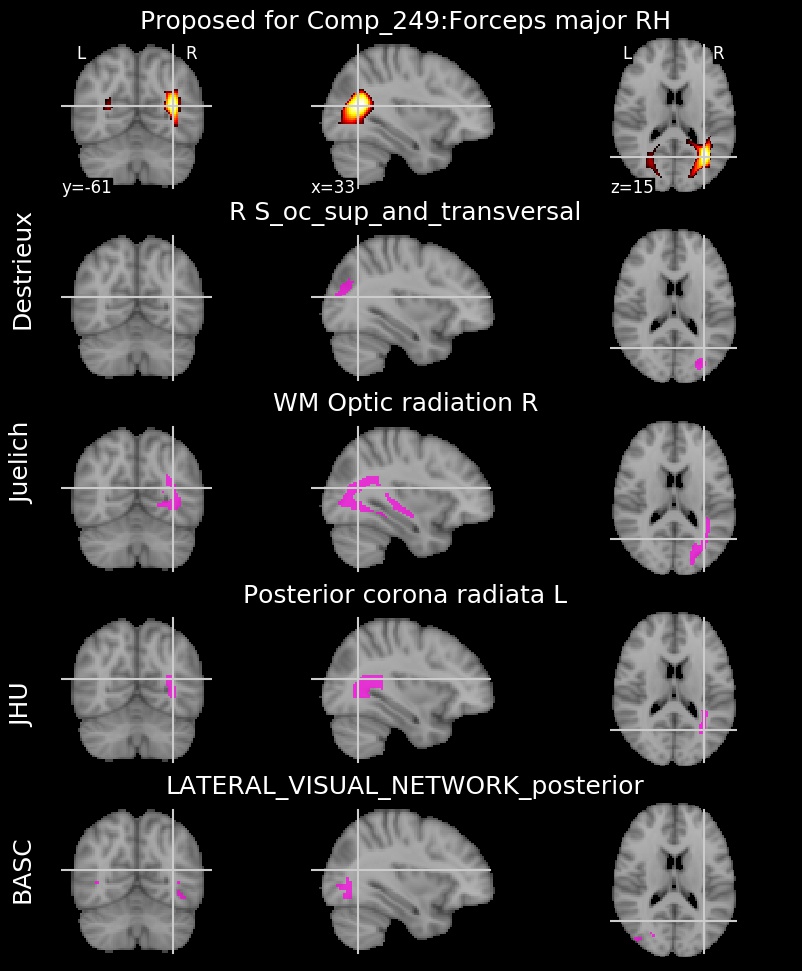 Proposed for Comp_249:Forceps major RH
L R
L R
y=-61
x=33
z=15
R S_oc_sup_and_transversal
Destrieux
WM Optic radiation R
Juelich
Posterior corona radiata L
JHU
LATERAL_VISUAL_NETWORK_posterior
BASC